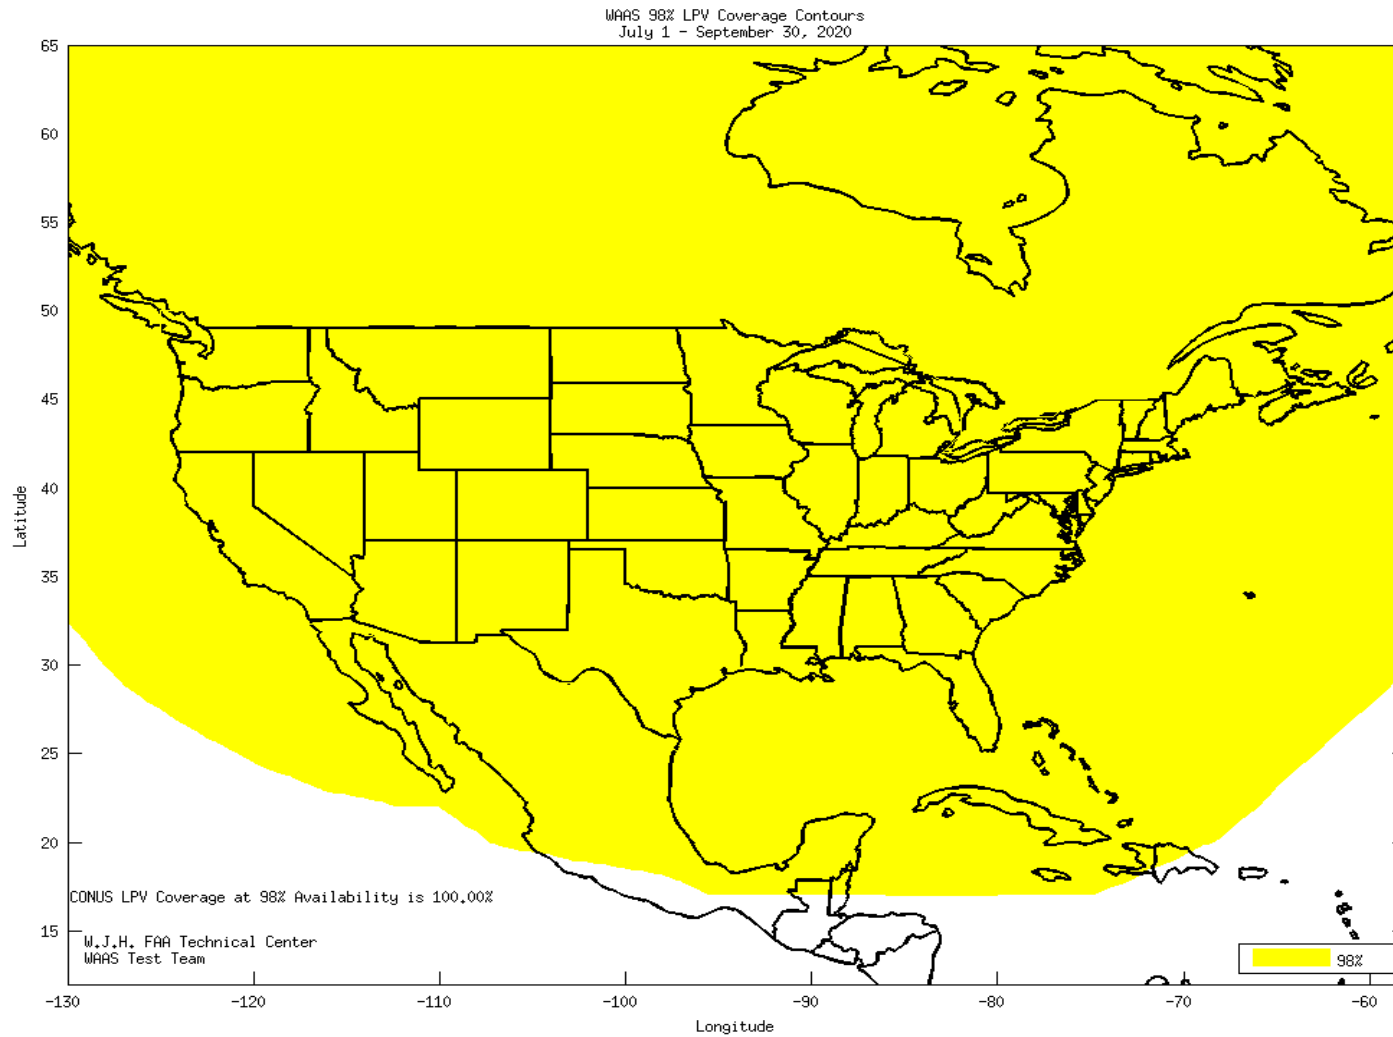 WAAS 98% LPV Coverage Contours
July 1 - September 30, 2020
65
60
55
50
45
40
35
30
25
20
15
Latitude
CONUS LPV Coverage at 98% Availability is 100.00%
W.J.H. FAA Technical Center
WAAS Test Team
98%
-130
-120
-110
-100
-90
-80
-70
-60
Longitude